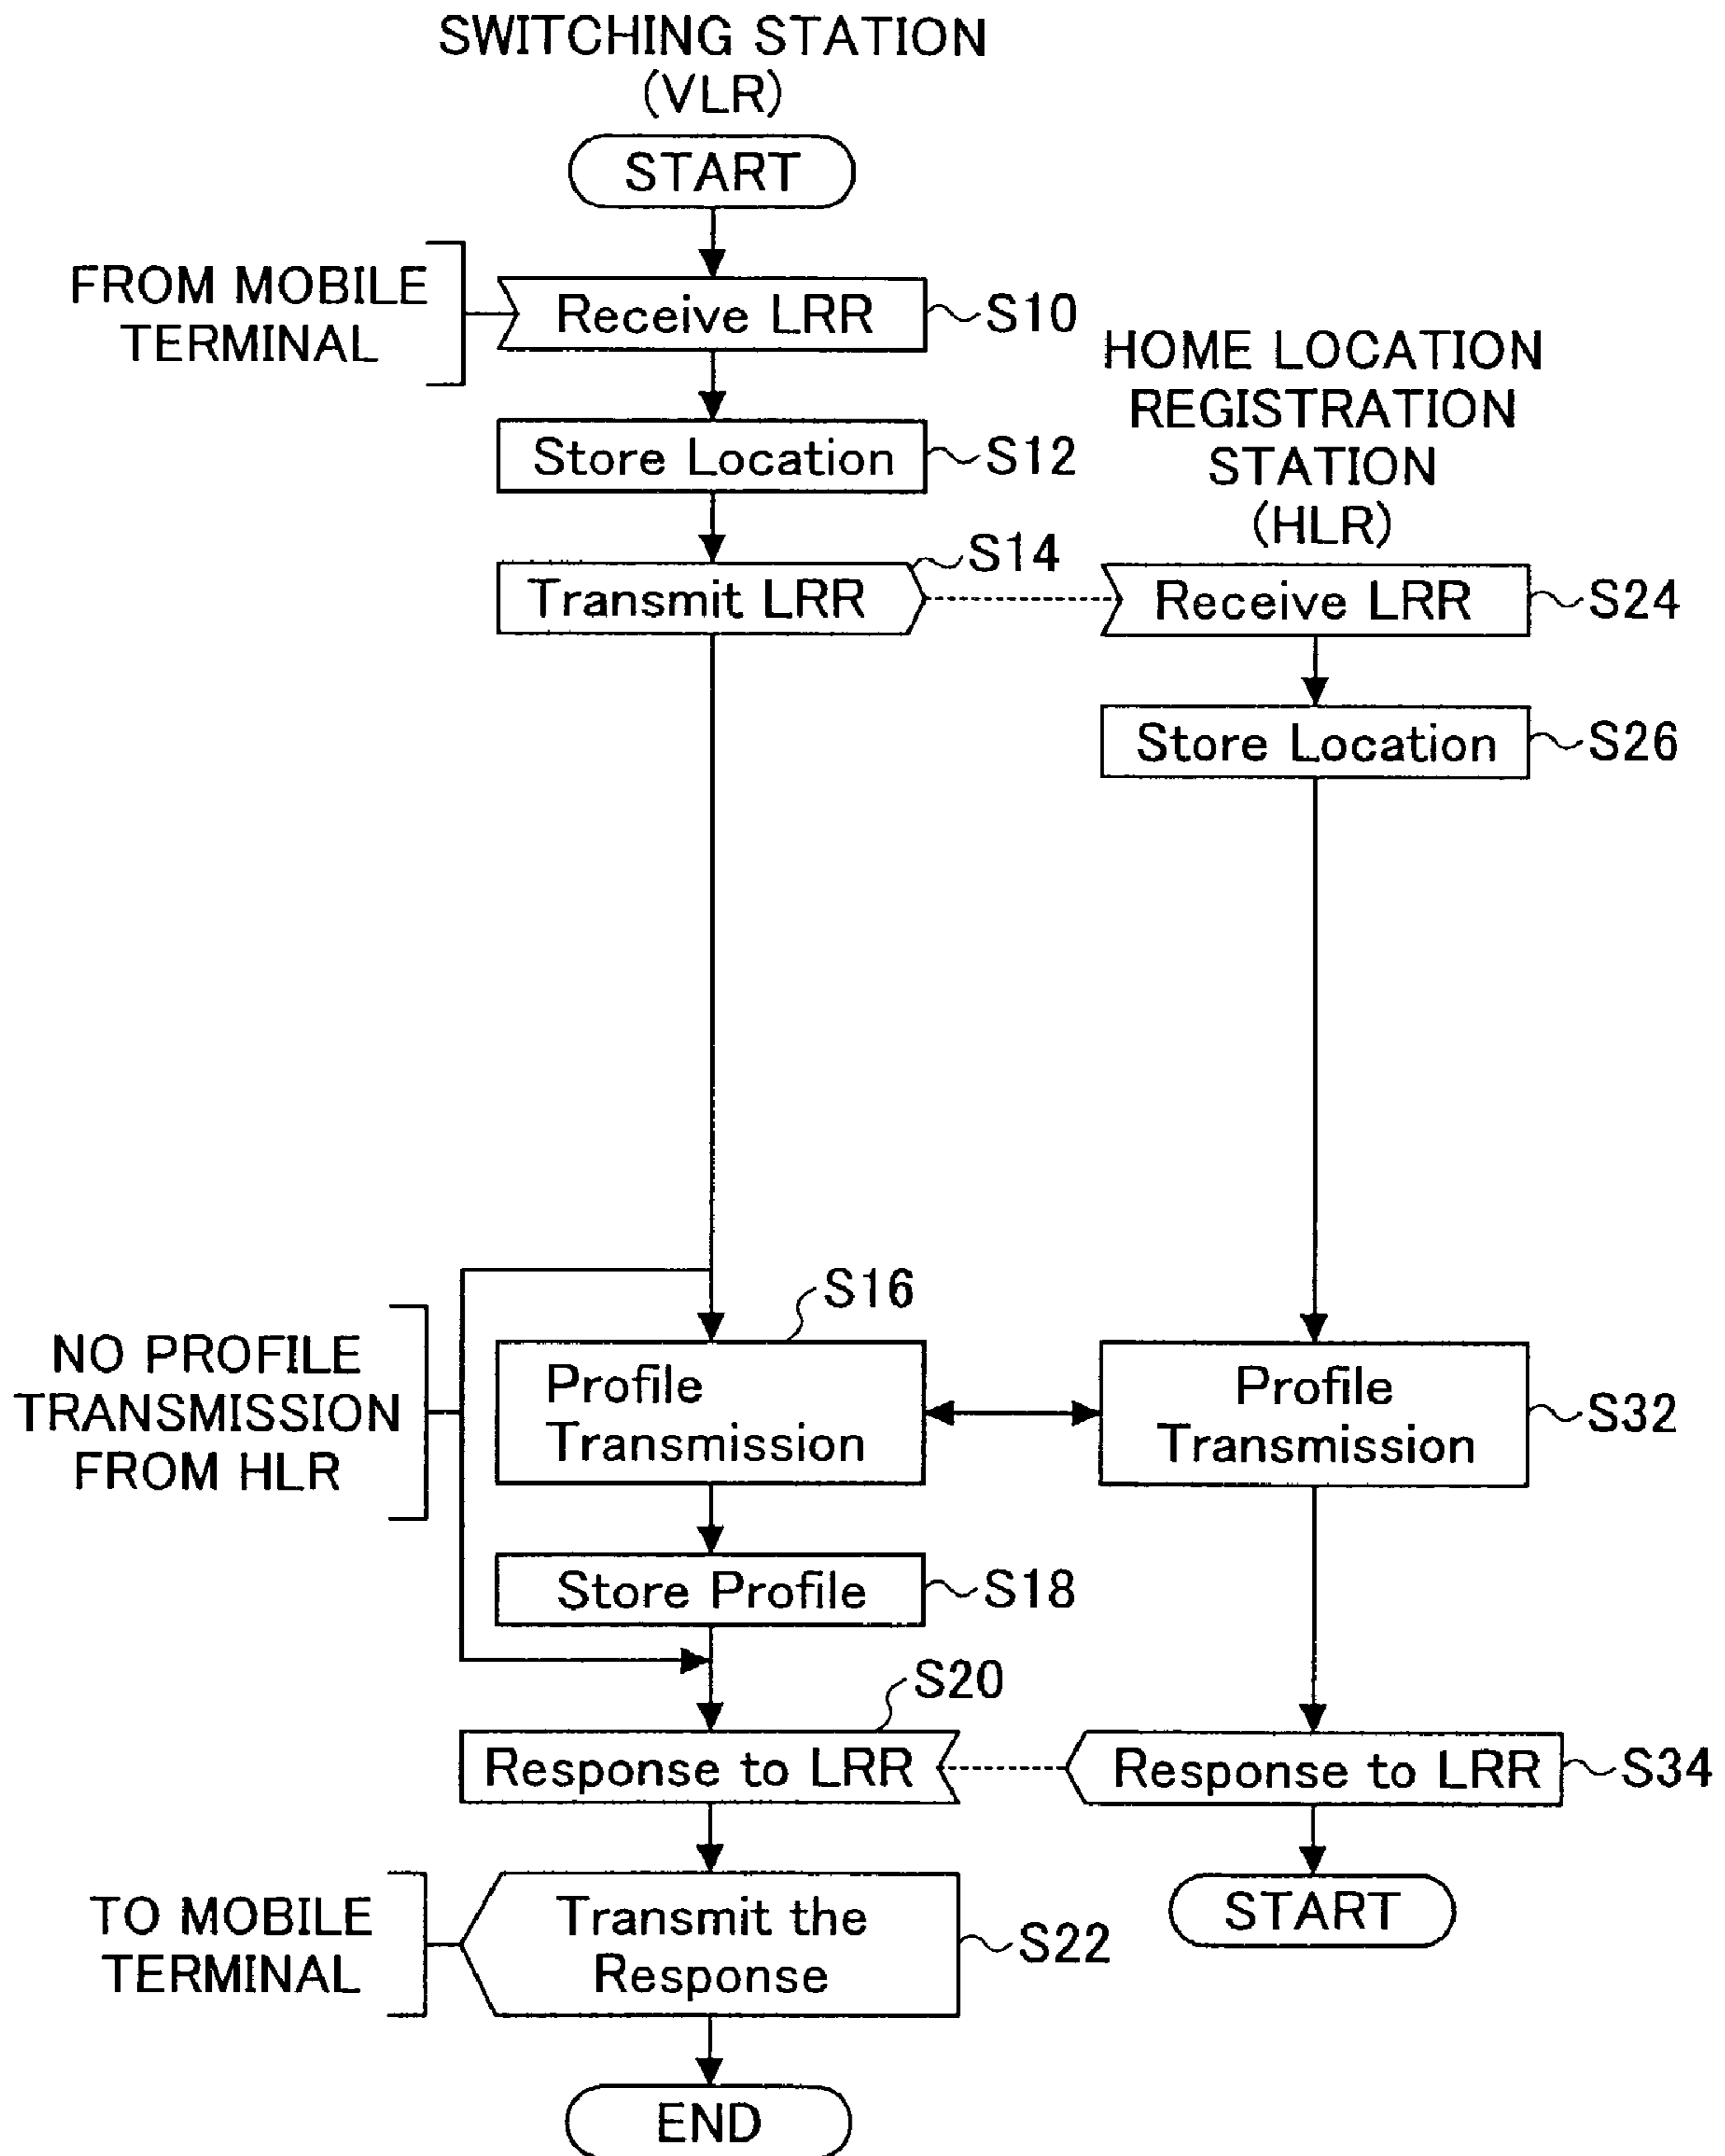 SWITCHING STATION
(VLR)
START
FROM MOBILE
TERMINAL
Receive LRR
S10
HOME LOCATION
REGISTRATION
STATION
(HLR)
Store Location
S12
S14
Transmit LRR
Receive LRR
S24
Store Location
S26
S16
NO PROFILE
TRANSMISSION
FROM HLR
Profile
Transmission
Profile
Transmission
S32
Store Profile
S18
S20
Response to LRR
Response to LRR
S34
TO MOBILE
TERMINAL
Transmit the
Response
S22
START
END